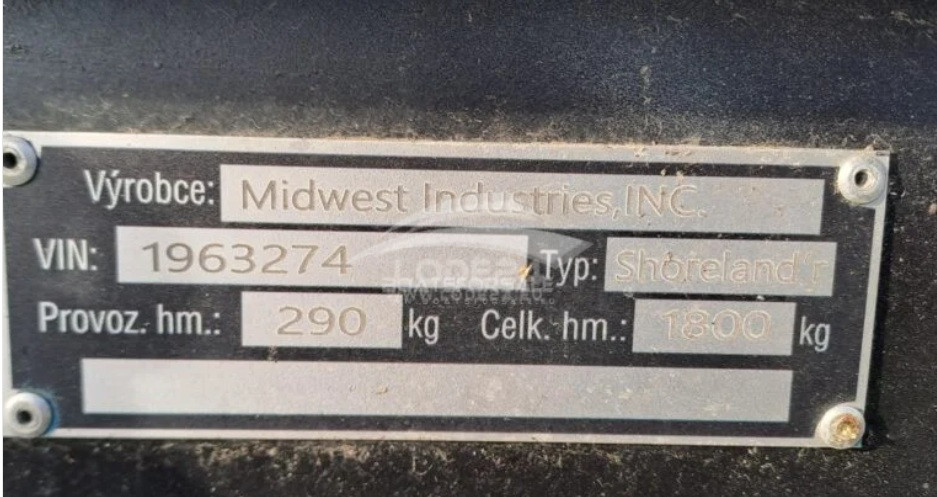 Výrobce: Midwest Industries,INC.
VIN: 1963274 Typ: Shoreland'r
Provoz. hm.: 290 kg Celk. hm.: 1800 kg